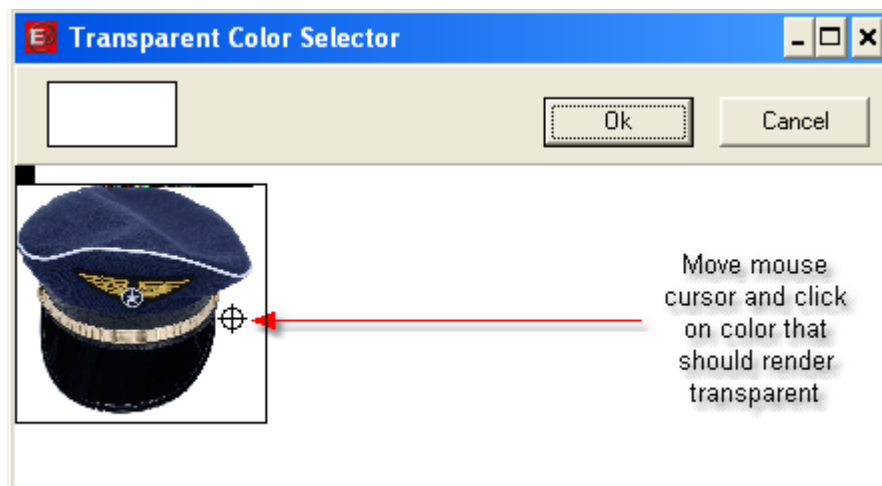 Transparent Color Selector
Ok
Cancel
Move mouse
cursor and click
on color that
should render
transparent